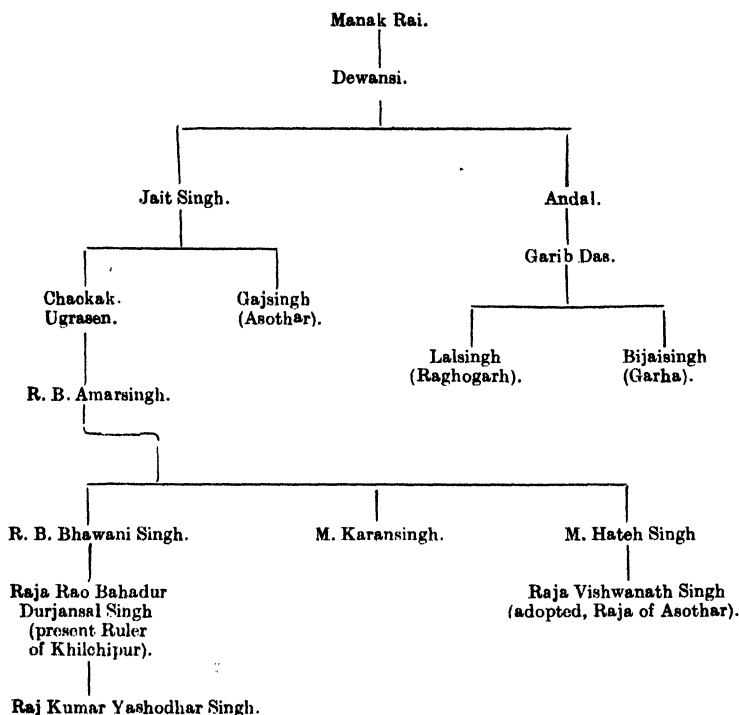 Manak Rai.
Dewansi.
Jait Singh.
Andal.
Garib Das.
Chackak
Ugrasen.
Gajsingh
(Asothar).
Lalsingh
(Raghogarh).
Bijaisingh
(Garha).
R. B. Amarsingh.
R. B. Bhawani Singh.
M. Karansingh.
M. Hateh Singh
Raja Rao Bahadur
Durjansal Singh
(present Ruler
of Khilchipur).
Raja Vishwanath Singh
(adopted, Raja of Asothar).
Raj Kumar Yashodhar Singh.